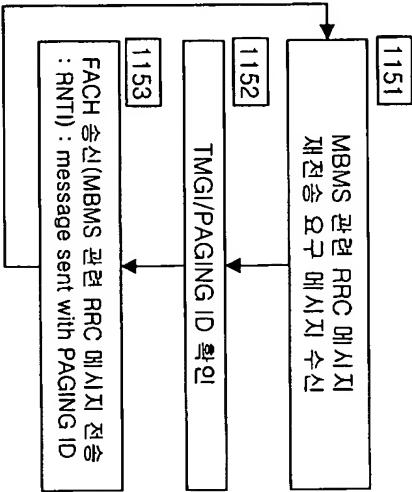 1151
MBMS 관련 RRC 메시지
재전송 요구 메시지 수신
1152
TMGI/PAGING ID 확인
1153
FACH 송신(MBMS 관련 RRC 메시지 전송
: RNTI) : message sent with PAGING ID